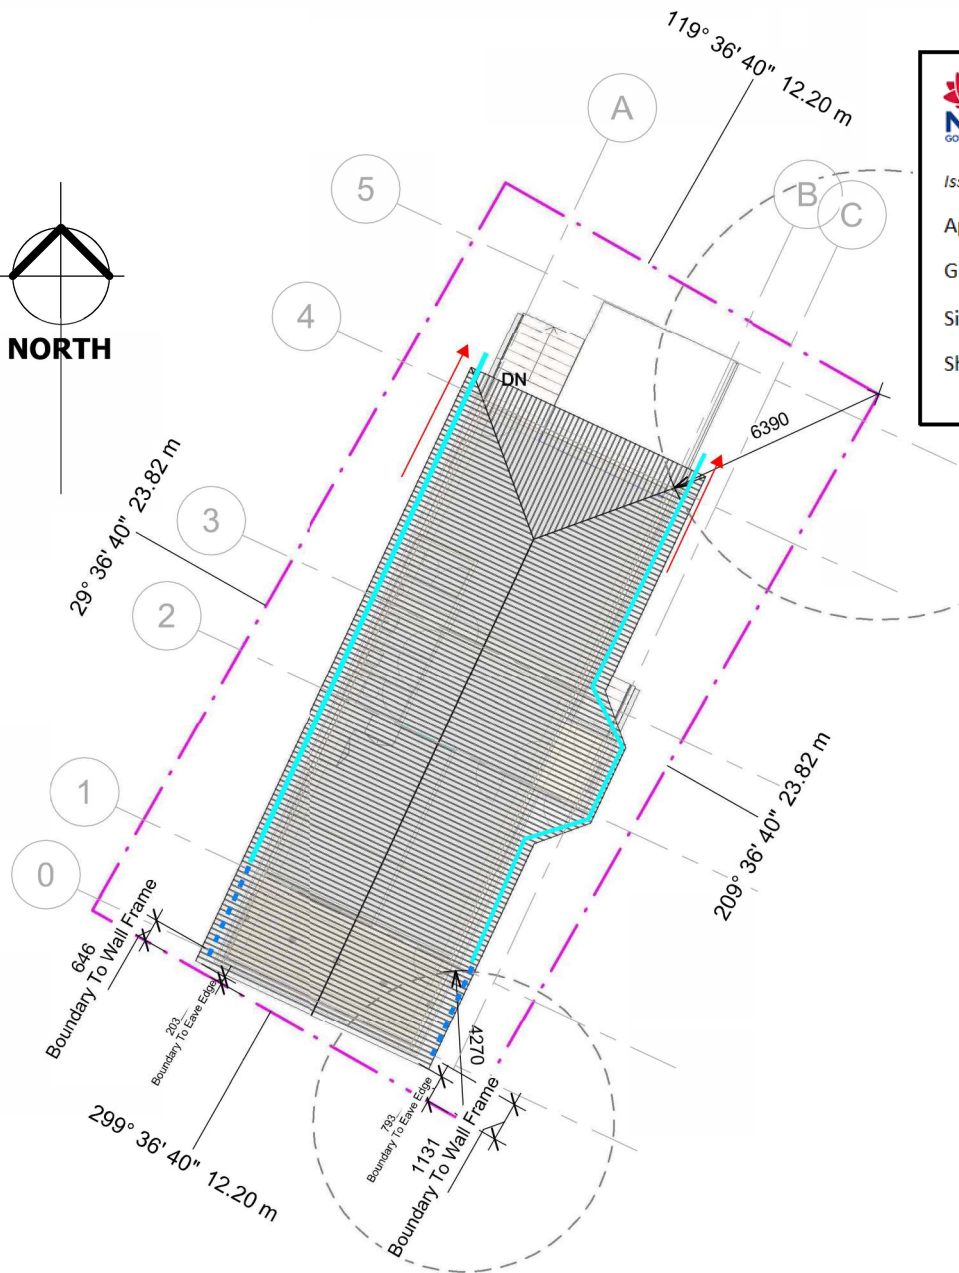 119° 36' 40" 12.20 m
A
5
B
C
N
GO
Iss
Ap
G
Si
Sh
4
NORTH
DN
6390
29° 36' 40" 23.82 m
3
2
1
0
209° 36' 40" 23.82 m
646
Boundary To Wall Frame
203
Boundary To Eave Edge
4270
793
Boundary To Eave Edge
1131
Boundary To Wall Frame
299° 36' 40" 12.20 m